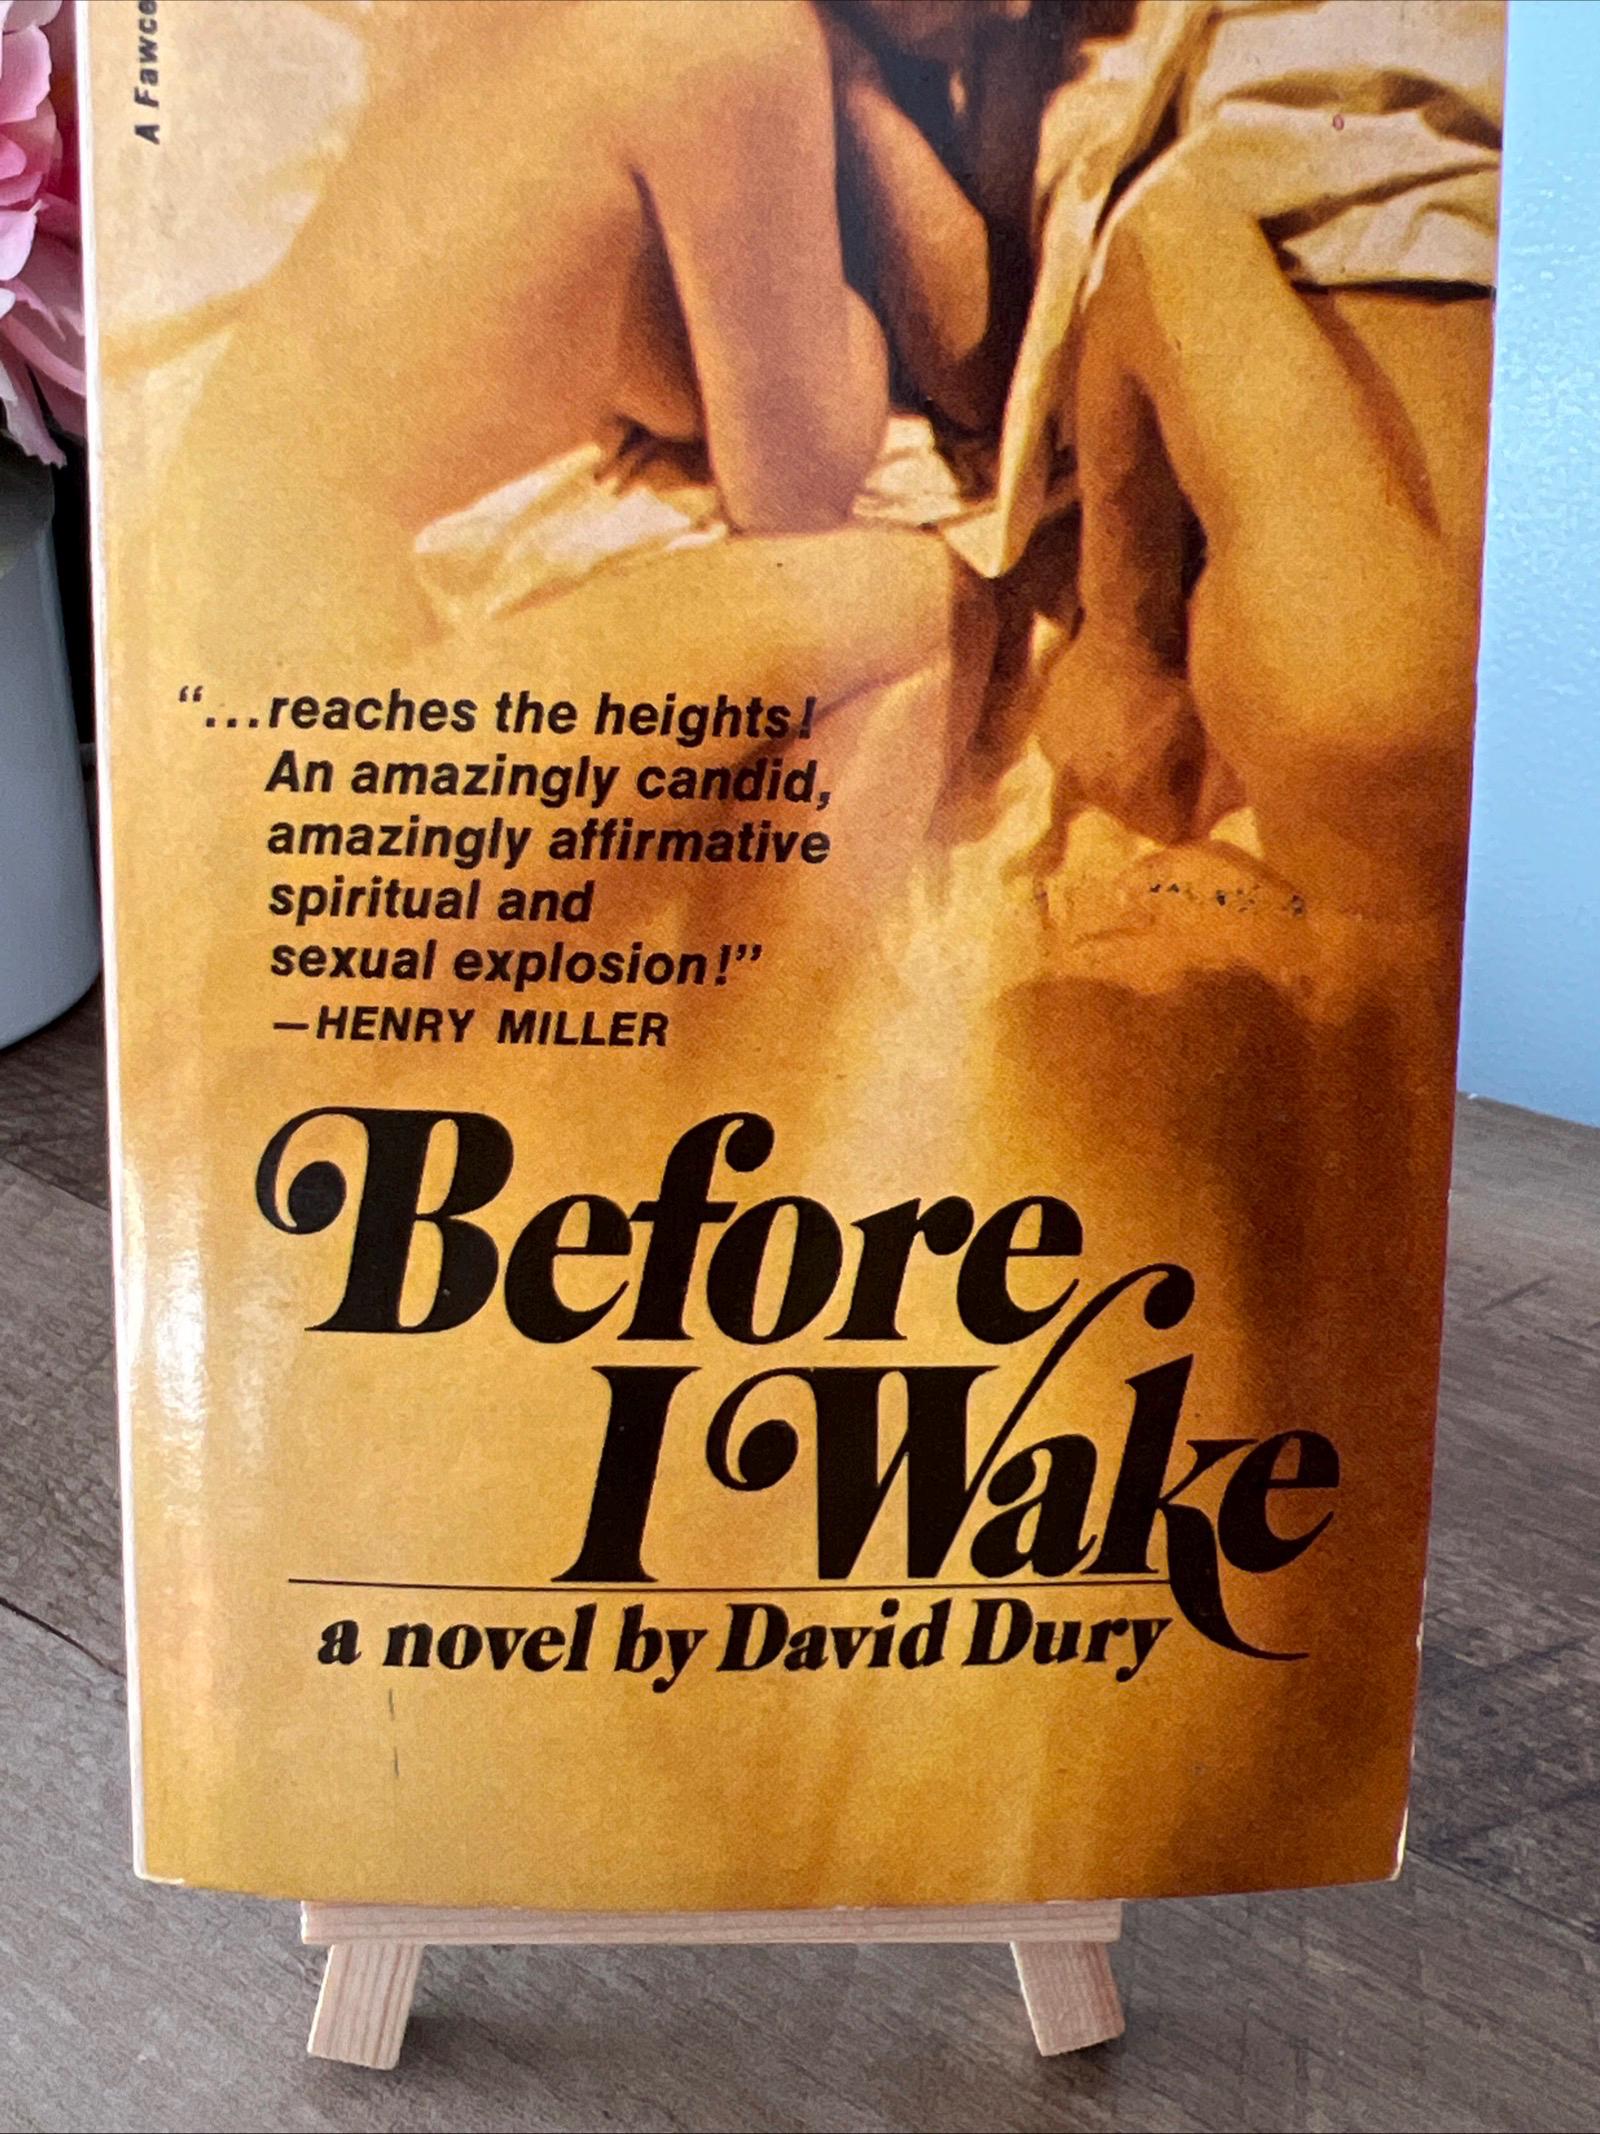 A Fawce
“...reaches the heights!
An amazingly candid,
amazingly affirmative
spiritual and
sexual explosion!”
—HENRY MILLER
Before
I Wake
a novel by David Dury